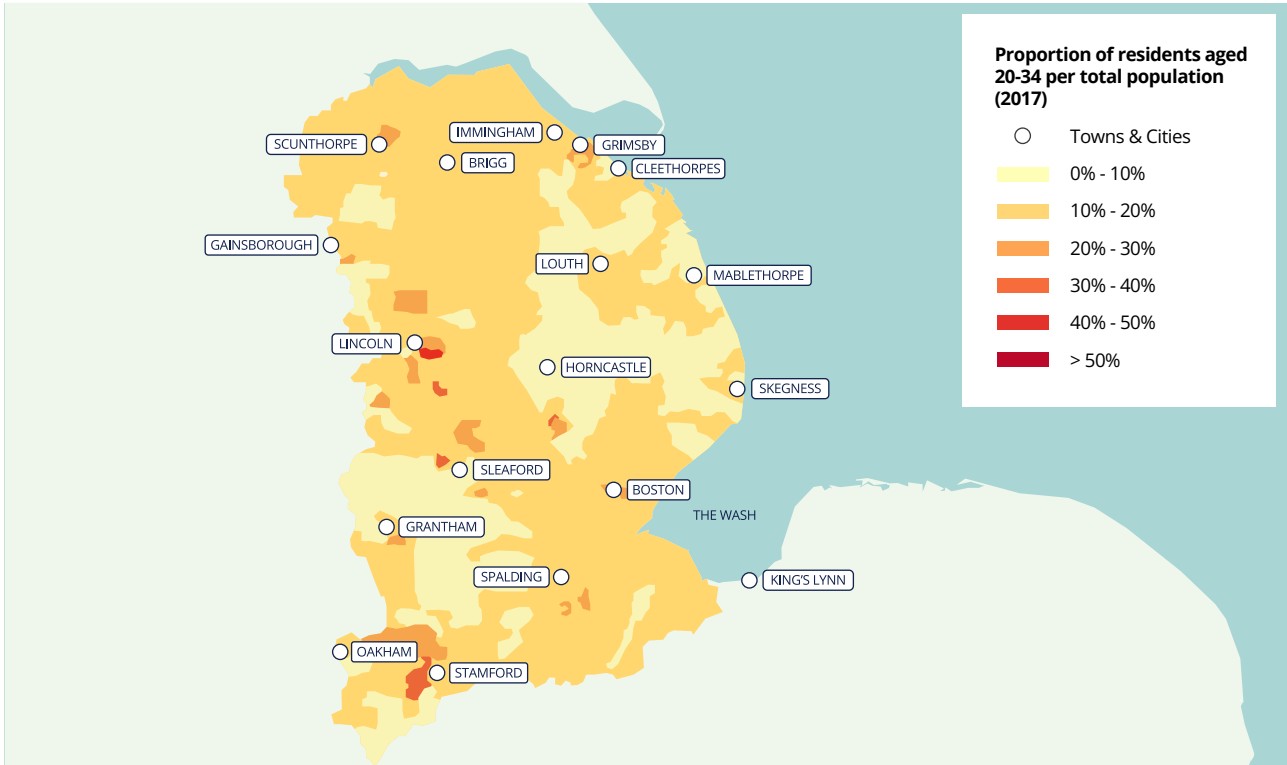 Proportion of residents aged
20-34 per total population
(2017)
Towns & Cities
0% - 10%
10% - 20%
20% - 30%
30% - 40%
40% - 50%
> 50%
IMMINGHAM
SCUNTHORPE
GRIMSBY
BRIGG
CLEETHORPES
GAINSBOROUGH
LOUTH
MABLETHORPE
LINCOLN
HORNCASTLE
SKEGNESS
SLEAFORD
BOSTON
THE WASH
GRANTHAM
SPALDING
KING'S LYNN
OAKHAM
STAMFORD